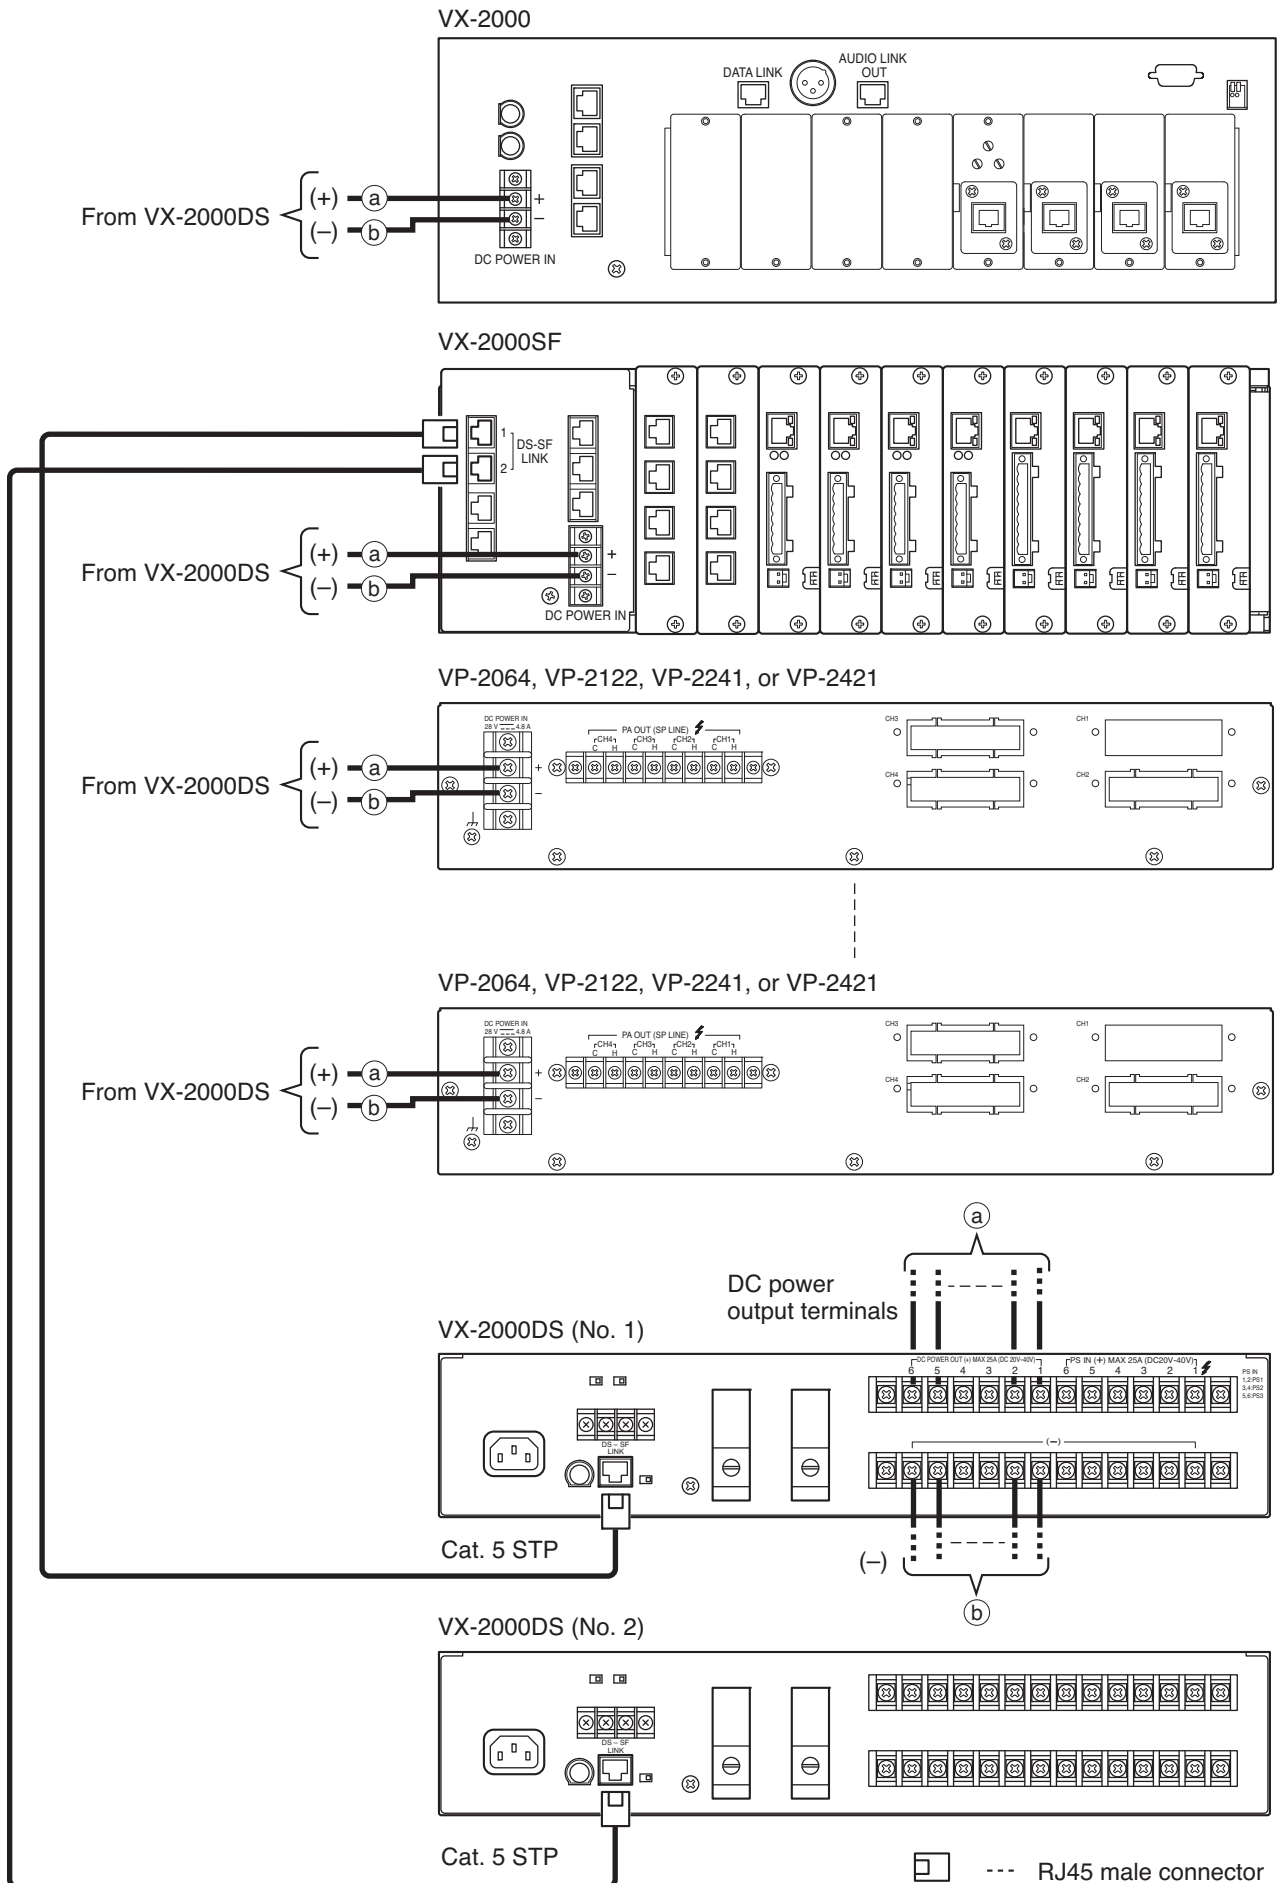 VX-2000
DATA LINK
AUDIO LINK
OUT
From VX-2000DS
(+) a
(–) b
+
–
DC POWER IN
VX-2000SF
1
2
DS-SF
LINK
From VX-2000DS
(+) a
(–) b
+
–
DC POWER IN
VP-2064, VP-2122, VP-2241, or VP-2421
DC POWER IN
28 V 4.8 A
PA OUT (SP LINE)
CH4 CH3 CH2 CH1
C H C H C H C H
CH3
CH1
CH4
CH2
From VX-2000DS
(+) a
(–) b
+
–
VP-2064, VP-2122, VP-2241, or VP-2421
DC POWER IN
28 V 4.8 A
PA OUT (SP LINE)
CH4 CH3 CH2 CH1
C H C H C H C H
CH3
CH1
CH4
CH2
From VX-2000DS
(+) a
(–) b
+
–
a
DC power
output terminals
VX-2000DS (No. 1)
DC POWER OUT (+) MAX 25A (DC 20V-40V)
PS IN (+) MAX 25A (DC20V-40V)
6 5 4 3 2 1 6 5 4 3 2 1
PS IN
1,2:PS1
3,4:PS2
5,6:PS3
(–)
DS – SF
LINK
Cat. 5 STP
(–)
b
VX-2000DS (No. 2)
DS – SF
LINK
Cat. 5 STP
--- RJ45 male connector